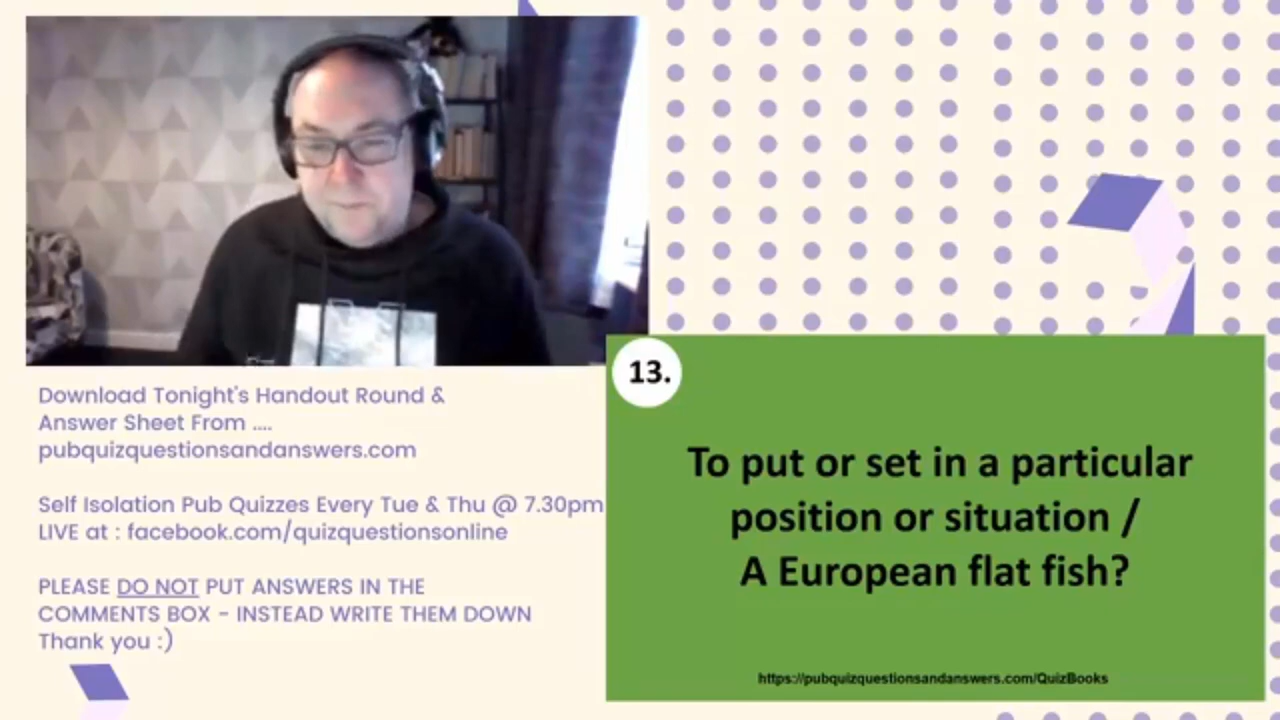 Download Tonight's Handout Round &
Answer Sheet From ....
pubquizquestionsandanswers.com
Self Isolation Pub Quizzes Every Tue & Thu @ 7.30pm
LIVE at : facebook.com/quizquestionsonline
PLEASE DO NOT PUT ANSWERS IN THE
COMMENTS BOX - INSTEAD WRITE THEM DOWN
Thank you :)
13.
To put or set in a particular
position or situation /
A European flat fish?
https://pubquizquestionsandanswers.com/QuizBooks